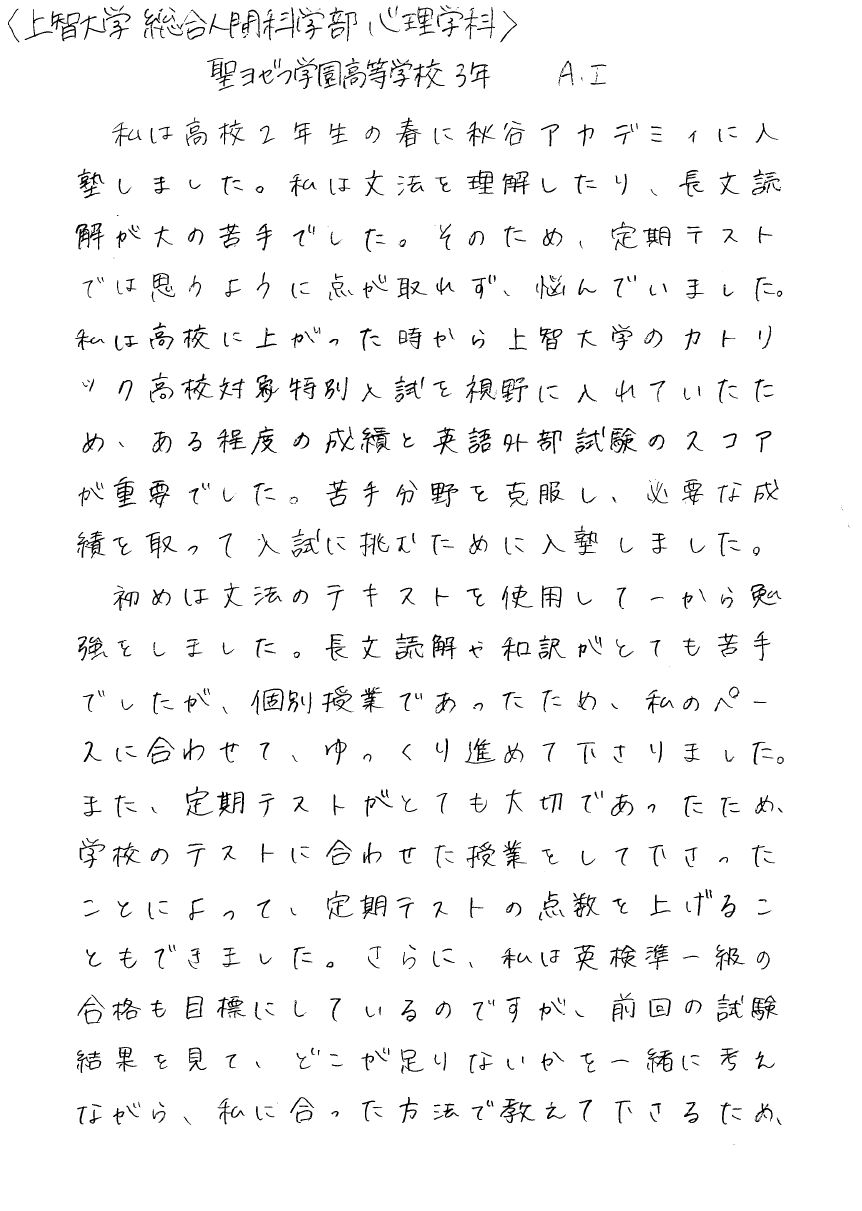 〈上智大学 総合人間科学部 心理学科〉
聖ヨゼフ学園高等学校 3年 A.I
私は高校2年生の春に秋谷アカデミィに入
塾しました。私は文法を理解したり、長文読
解が大の苦手でした。そのため、定期テスト
では思うように点が取れず、悩んでいました。
私は高校に上がった時から上智大学のカトリ
ック高校対象特別入試を視野に入れていたた
め、ある程度の成績と英語外部試験のスコア
が重要でした。苦手分野を克服し、必要な成
績を取って入試に挑むために入塾しました。
初めは文法のテキストを使用して一から勉
強をしました。長文読解や和訳がとても苦手
でしたが、個別授業であったため、私のペー
スに合わせて、ゆっくり進めて下さりました。
また、定期テストがとても大切であったため、
学校のテストに合わせた授業をして下さった
ことによって、定期テストの点数を上げるこ
ともできました。さらに、私は英検準一級の
合格も目標にしているのですが、前回の試験
結果を見て、どこが足りないかを一緒に考え
ながら、私に合った方法で教えて下さるため、